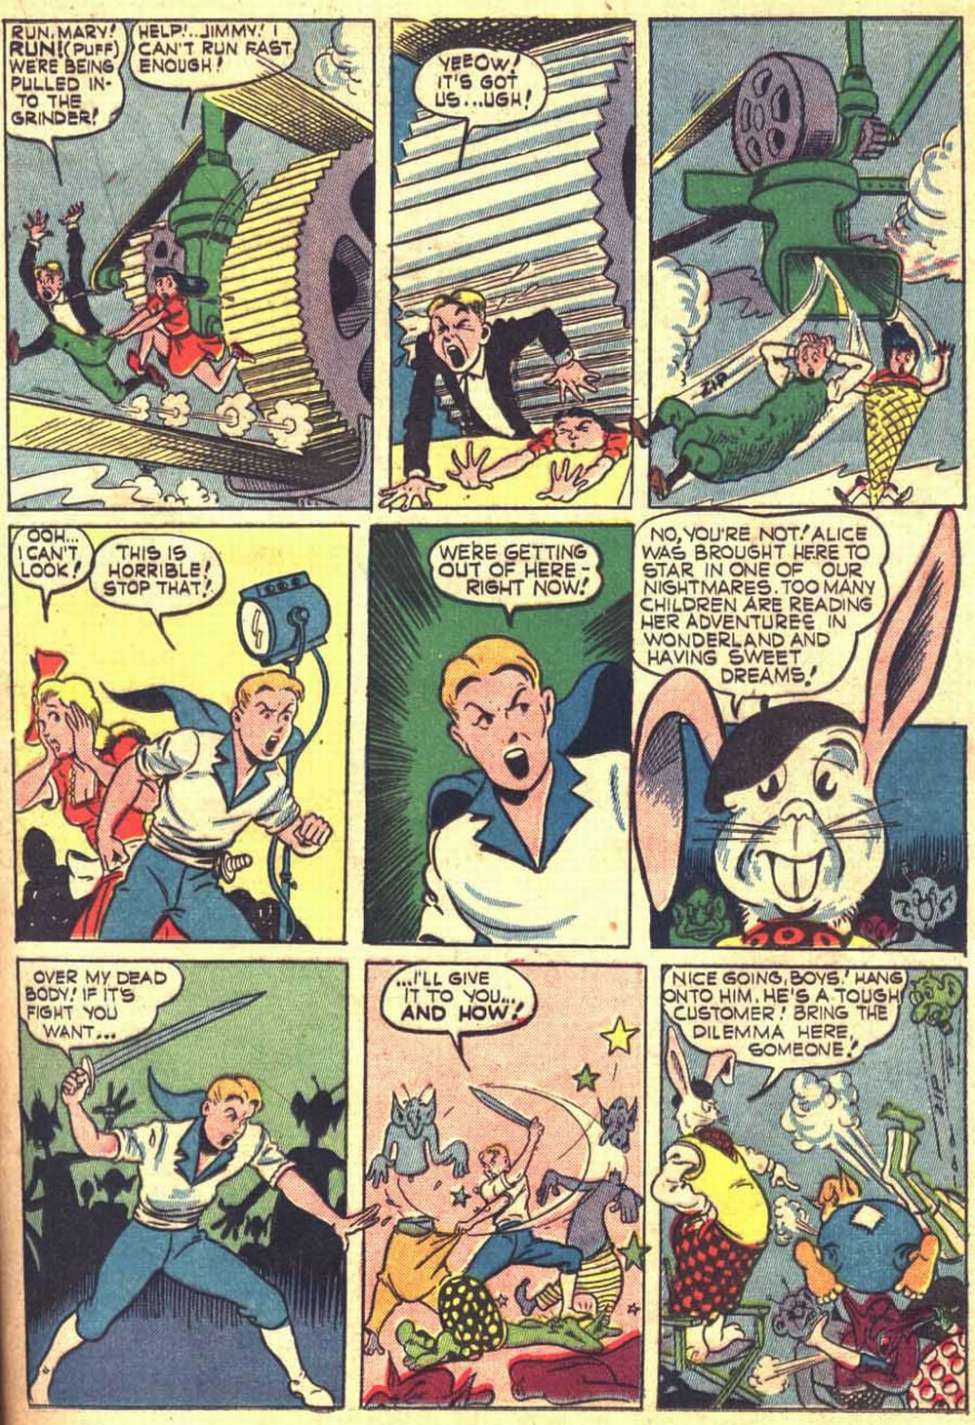 RUN, MARY!
RUN! (PUFF)
WE'RE BEING
PULLED IN-
TO THE
GRINDER!
HELP!...JIMMY! I
CAN'T RUN FAST
ENOUGH!
YEEOW!
IT'S GOT
US...UGH!
ZIP
OOH...
I CAN'T
LOOK!
THIS IS
HORRIBLE!
STOP THAT!
WE'RE GETTING
OUT OF HERE-
RIGHT NOW!
NO, YOU'RE NOT! ALICE
WAS BROUGHT HERE TO
STAR IN ONE OF OUR
NIGHTMARES. TOO MANY
CHILDREN ARE READING
HER ADVENTURES IN
WONDERLAND AND
HAVING SWEET
DREAMS!
OVER MY DEAD
BODY! IF IT'S
FIGHT YOU
WANT...
...I'LL GIVE
IT TO YOU...
AND HOW!
NICE GOING, BOYS! HANG
ONTO HIM. HE'S A TOUGH
CUSTOMER! BRING THE
DILEMMA HERE,
SOMEONE!
ZIP